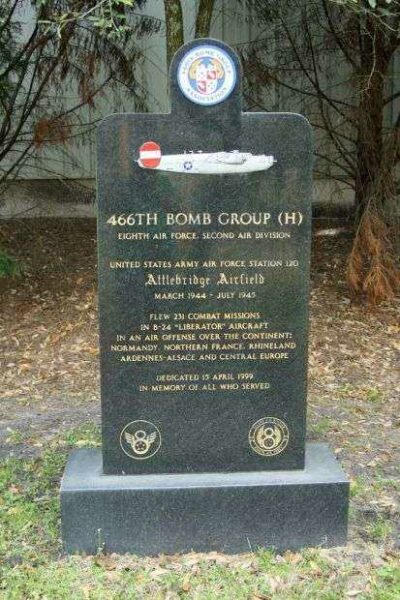 466TH BOMB GROUP (H)
EIGHTH AIR FORCE, SECOND AIR DIVISION
UNITED STATES ARMY AIR FORCE STATION 120
Attlebridge Airfield
MARCH 1944 - JULY 1945
FLEW 231 COMBAT MISSIONS
IN B-24 "LIBERATOR" AIRCRAFT
IN AN AIR OFFENSE OVER THE CONTINENT:
NORMANDY, NORTHERN FRANCE, RHINELAND
ARDENNES-ALSACE AND CENTRAL EUROPE
DEDICATED 15 APRIL 1999
IN MEMORY OF ALL WHO SERVED